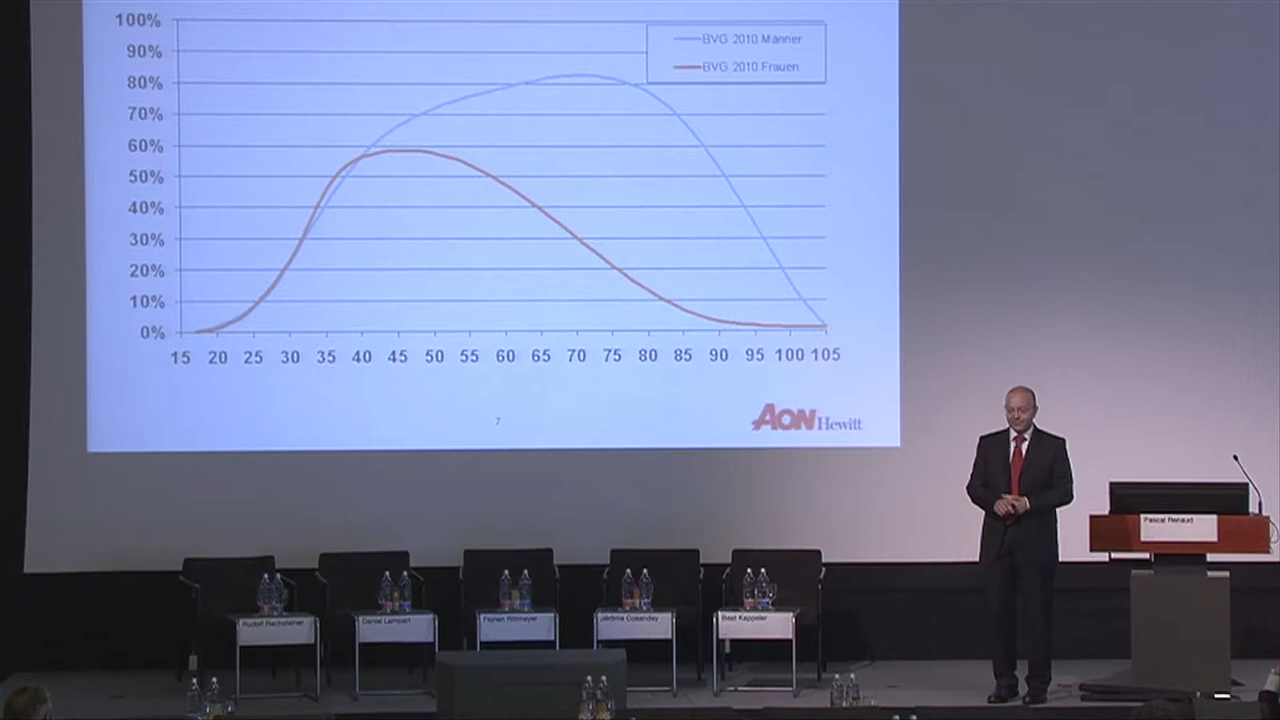 100%
90%
80%
70%
60%
50%
40%
30%
20%
10%
0%
BVG 2010 Männer
BVG 2010 Frauen
15 20 25 30 35 40 45 50 55 60 65 70 75 80 85 90 95 100 105
7
AON Hewitt
Pascal Renaud
Rudolf Rechsteiner
Daniel Lampart
Florian Rittmeyer
Jérôme Cosandey
Beat Kappeler